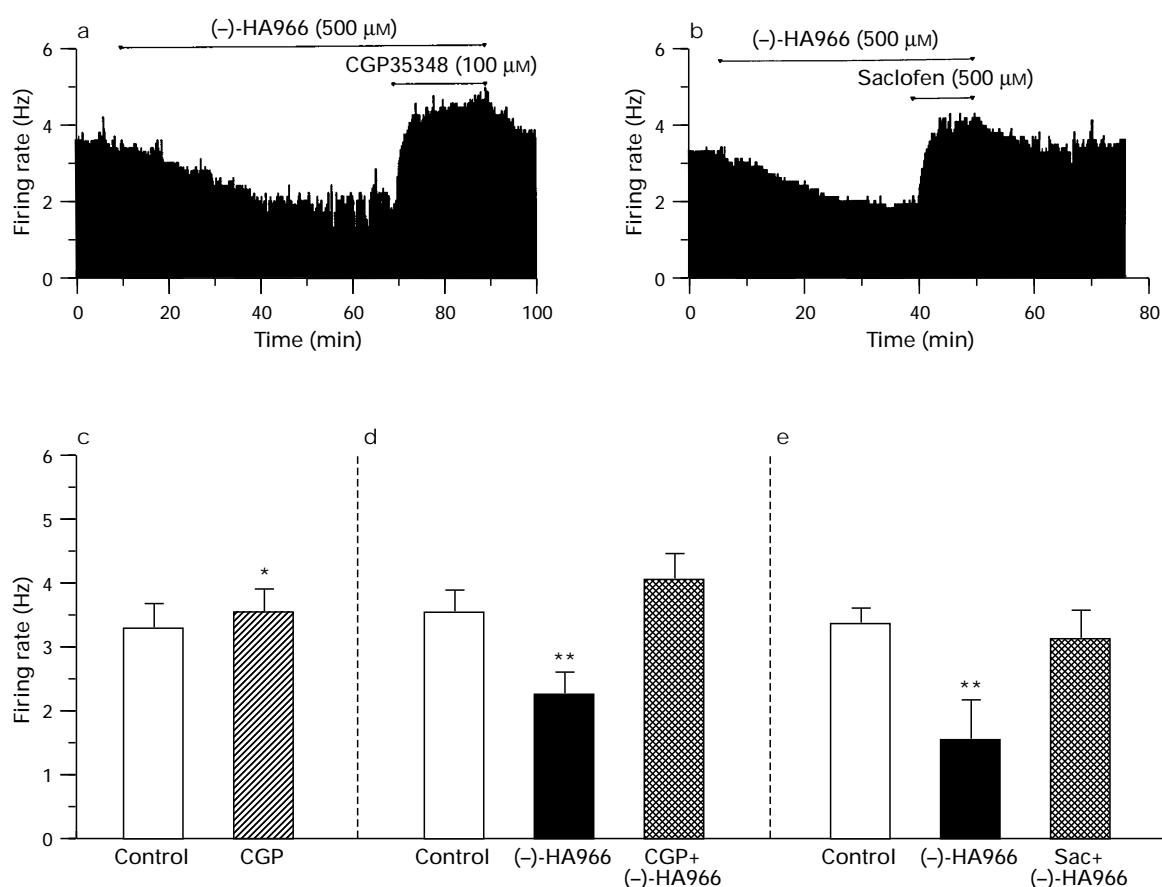 a
(–)-HA966 (500 µM)
CGP35348 (100 µM)
Firing rate (Hz)
6
4
2
0
0 20 40 60 80 100
Time (min)
b
(–)-HA966 (500 µM)
Saclofen (500 µM)
Firing rate (Hz)
6
4
2
0
0 20 40 60 80
Time (min)
c d e
Firing rate (Hz)
6
5
4
3
2
1
0
*
**
**
Control CGP Control (–)-HA966 CGP+ Control (–)-HA966 Sac+
(–)-HA966 (–)-HA966